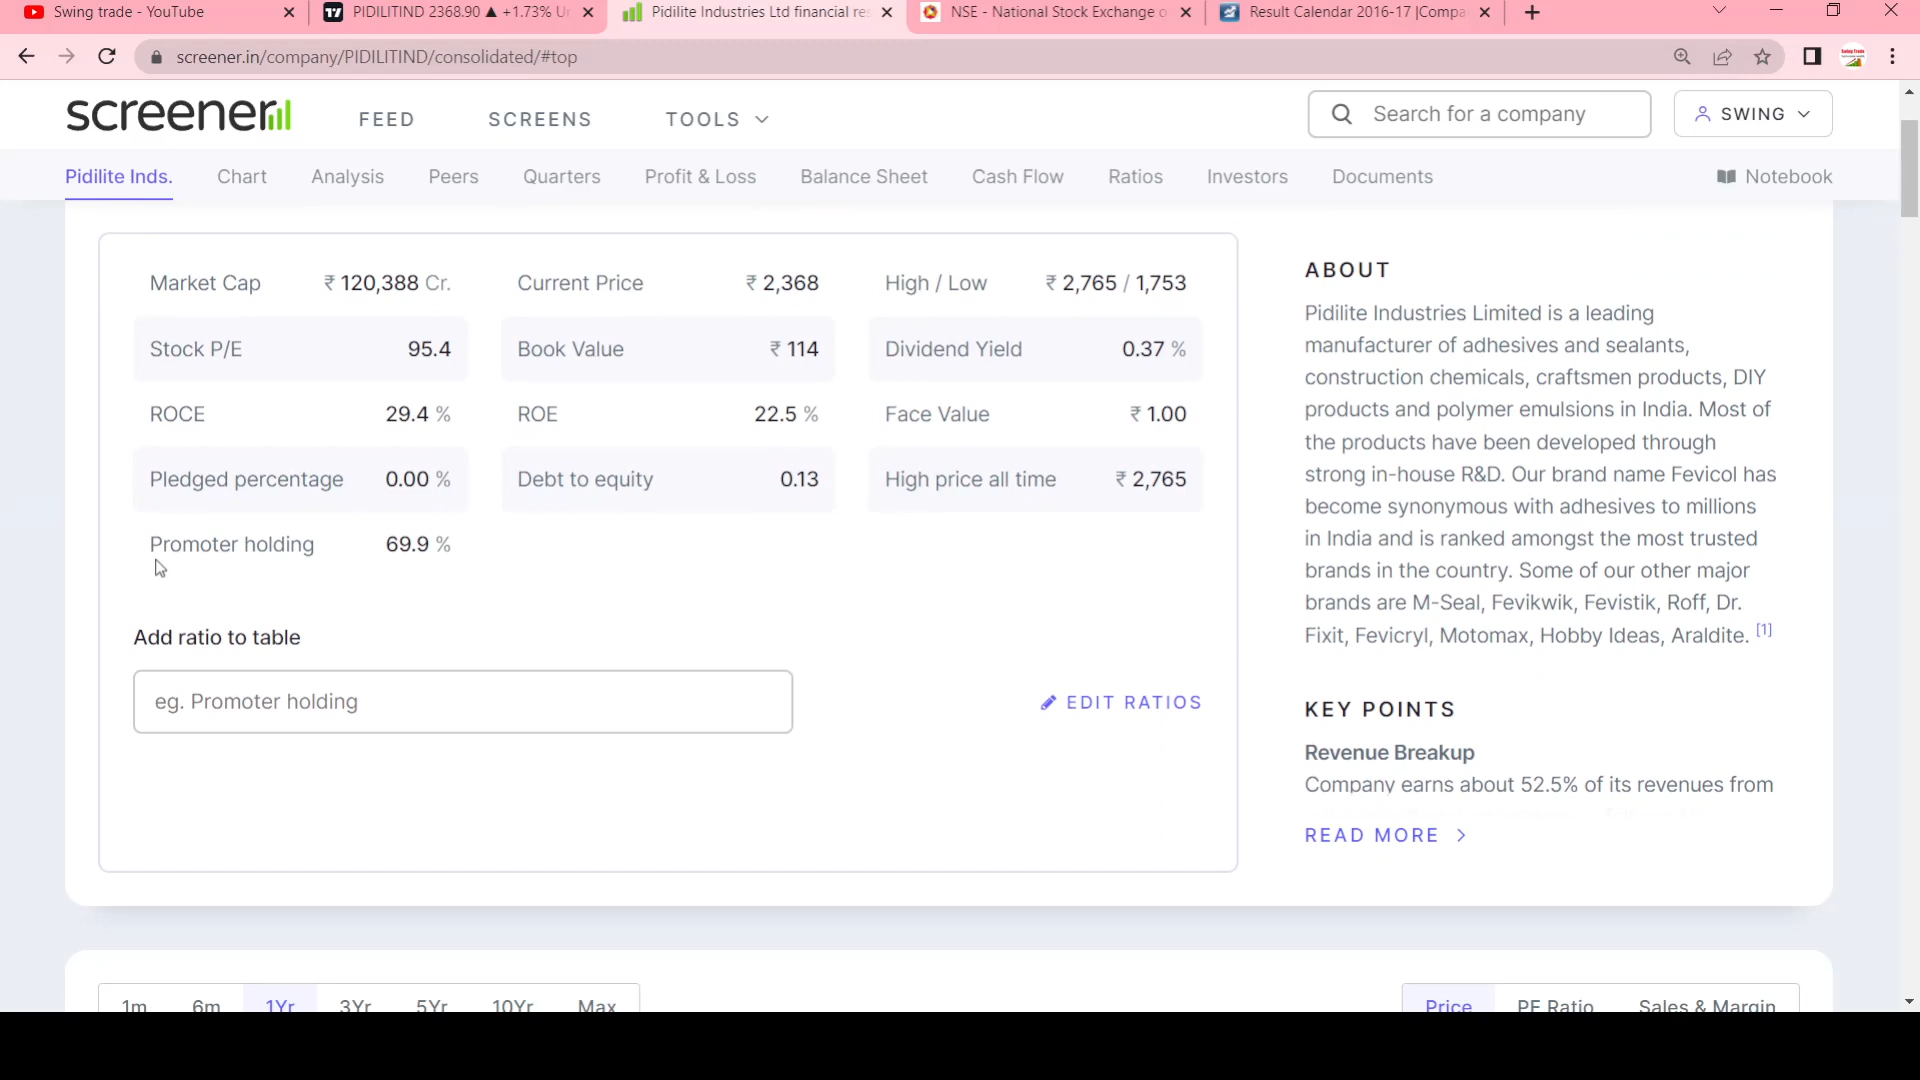 Swing trade - YouTube
PIDILITIND 2368.90 ▲ +1.73% Un
Pidilite Industries Ltd financial res
NSE - National Stock Exchange o
Result Calendar 2016-17 |Compa
screener.in/company/PIDILITIND/consolidated/#top
screener
FEED
SCREENS
TOOLS
Search for a company
SWING
Pidilite Inds.
Chart
Analysis
Peers
Quarters
Profit & Loss
Balance Sheet
Cash Flow
Ratios
Investors
Documents
Notebook
Market Cap ₹ 120,388 Cr.
Current Price ₹ 2,368
High / Low ₹ 2,765 / 1,753
Stock P/E 95.4
Book Value ₹ 114
Dividend Yield 0.37 %
ROCE 29.4 %
ROE 22.5 %
Face Value ₹ 1.00
Pledged percentage 0.00 %
Debt to equity 0.13
High price all time ₹ 2,765
Promoter holding 69.9 %
Add ratio to table
eg. Promoter holding
EDIT RATIOS
ABOUT
Pidilite Industries Limited is a leading
manufacturer of adhesives and sealants,
construction chemicals, craftsmen products, DIY
products and polymer emulsions in India. Most of
the products have been developed through
strong in-house R&D. Our brand name Fevicol has
become synonymous with adhesives to millions
in India and is ranked amongst the most trusted
brands in the country. Some of our other major
brands are M-Seal, Fevikwik, Fevistik, Roff, Dr.
Fixit, Fevicryl, Motomax, Hobby Ideas, Araldite. [1]
KEY POINTS
Revenue Breakup
Company earns about 52.5% of its revenues from
READ MORE
1m
6m
1Yr
3Yr
5Yr
10Yr
Max
Price
PE Ratio
Sales & Margin